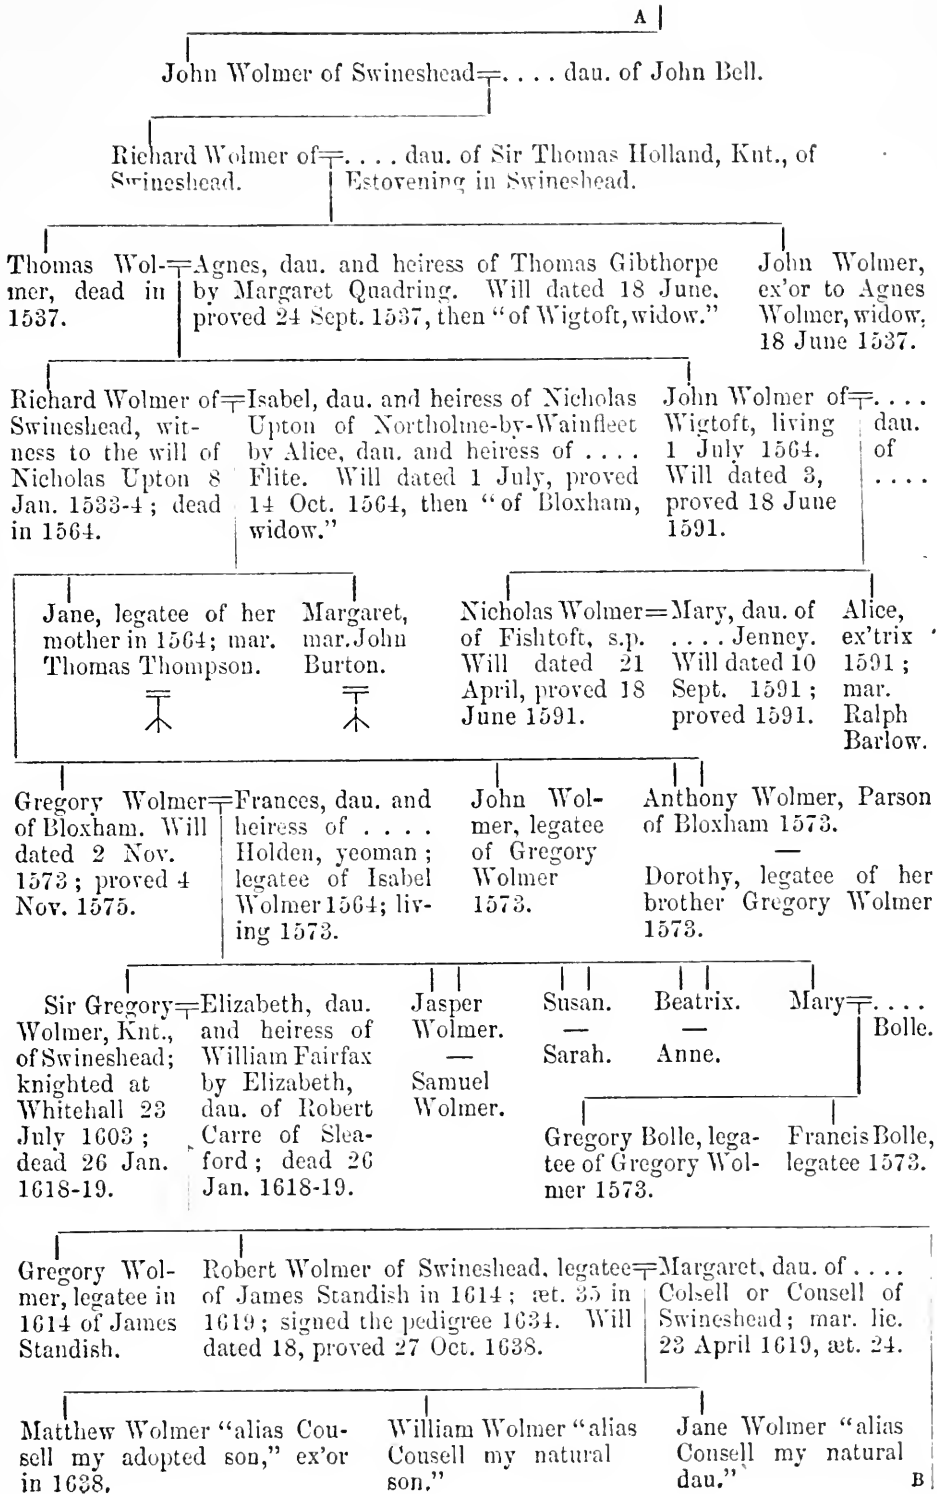 A
John Wolmer of Swineshead=. . . . dau. of John Bell.
Richard Wolmer of=. . . . dau. of Sir Thomas Holland, Knt., of
Swineshead.
Estovening in Swineshead.
Thomas Wol-
mer, dead in
1537.
=Agnes, dau. and heiress of Thomas Gibthorpe
by Margaret Quadring. Will dated 18 June,
proved 24 Sept. 1537, then “of Wigtoft, widow.”
John Wolmer,
ex'or to Agnes
Wolmer, widow,
18 June 1537.
Richard Wolmer of
Swineshead, wit-
ness to the will of
Nicholas Upton 8
Jan. 1533-4; dead
in 1564.
=Isabel, dau. and heiress of Nicholas
Upton of Northolme-by-Wainfleet
by Alice, dau. and heiress of . . . .
Flite. Will dated 1 July, proved
14 Oct. 1564, then “of Bloxham,
widow.”
John Wolmer of
Wigtoft, living
1 July 1564.
Will dated 3,
proved 18 June
1591.
=. . . .
dau.
of
. . . .
Jane, legatee of her
mother in 1564; mar.
Thomas Thompson.
Margaret,
mar. John
Burton.
Nicholas Wolmer
of Fishtoft, s.p.
Will dated 21
April, proved 18
June 1591.
=Mary, dau. of
. . . . Jenney.
Will dated 10
Sept. 1591;
proved 1591.
Alice,
ex'trix
1591;
mar.
Ralph
Barlow.
Gregory Wolmer
of Bloxham. Will
dated 2 Nov.
1573; proved 4
Nov. 1575.
=Frances, dau. and
heiress of . . . .
Holden, yeoman;
legatee of Isabel
Wolmer 1564; liv-
ing 1573.
John Wol-
mer, legatee
of Gregory
Wolmer
1573.
Anthony Wolmer, Parson
of Bloxham 1573.
—
Dorothy, legatee of her
brother Gregory Wolmer
1573.
Sir Gregory
Wolmer, Knt.,
of Swineshead;
knighted at
Whitehall 23
July 1603;
dead 26 Jan.
1618-19.
=Elizabeth, dau.
and heiress of
William Fairfax
by Elizabeth,
dau. of Robert
Carre of Slea-
ford; dead 26
Jan. 1618-19.
Jasper
Wolmer.
—
Samuel
Wolmer.
Susan.
—
Sarah.
Beatrix.
—
Anne.
Mary=. . . .
Bolle.
Gregory Bolle, lega-
tee of Gregory Wol-
mer 1573.
Francis Bolle,
legatee 1573.
Gregory Wol-
mer, legatee in
1614 of James
Standish.
Robert Wolmer of Swineshead, legatee
of James Standish in 1614; æt. 35 in
1619; signed the pedigree 1634. Will
dated 18, proved 27 Oct. 1638.
=Margaret, dau. of . . . .
Colsell or Consell of
Swineshead; mar. lic.
23 April 1619, æt. 24.
Matthew Wolmer “alias Cou-
sell my adopted son,” ex'or
in 1638.
William Wolmer “alias
Consell my natural
son.”
Jane Wolmer “alias
Consell my natural
dau.”
B